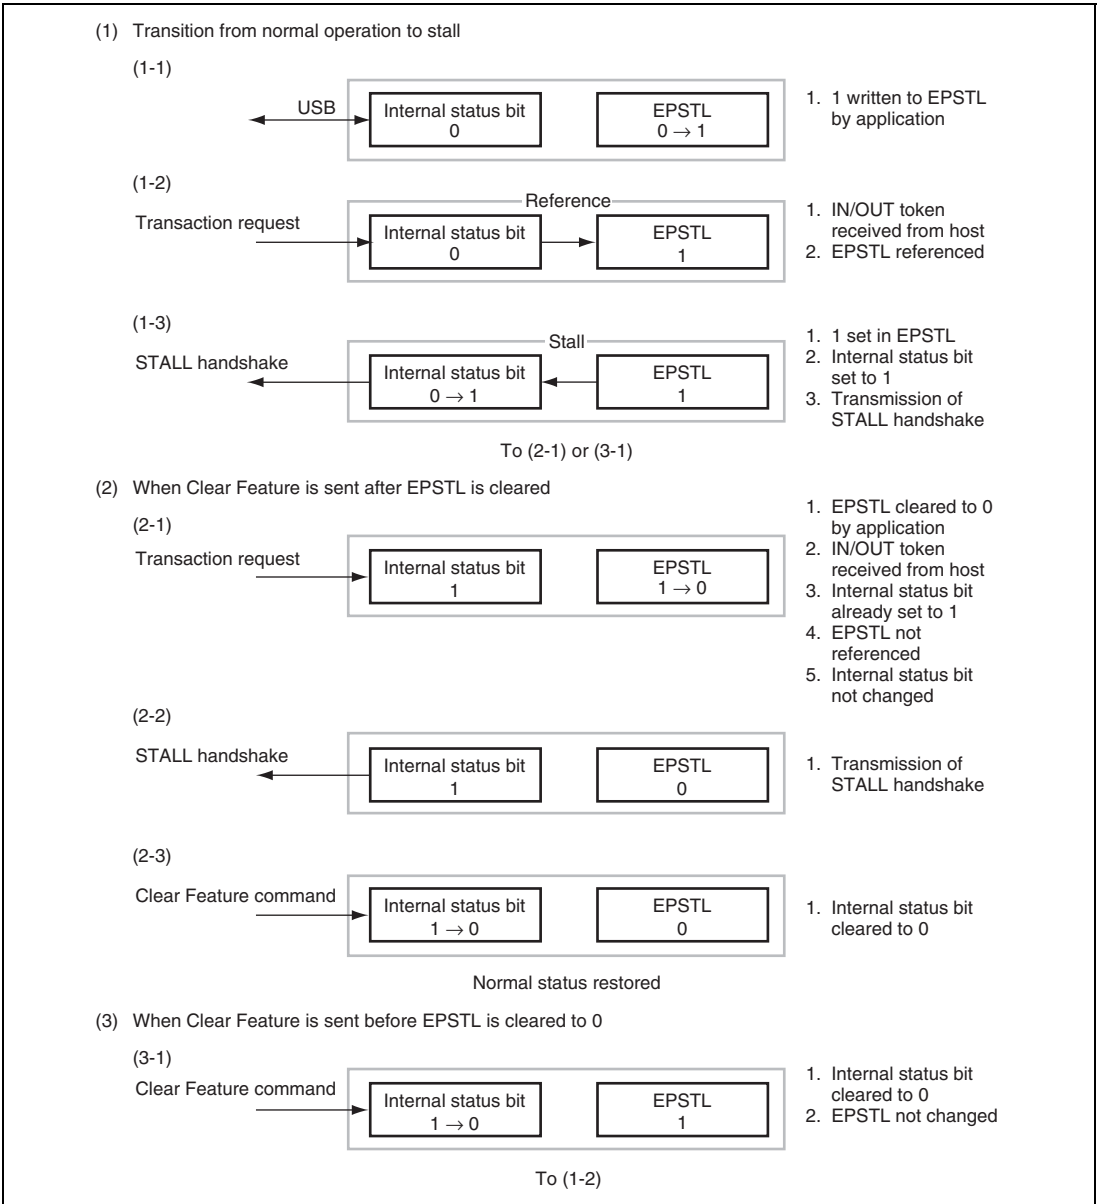 (1) Transition from normal operation to stall
(1-1)
USB
Internal status bit
0
EPSTL
0 → 1
1. 1 written to EPSTL
by application
(1-2)
Transaction request
Reference
Internal status bit
0
EPSTL
1
1. IN/OUT token
received from host
2. EPSTL referenced
(1-3)
STALL handshake
Stall
Internal status bit
0 → 1
EPSTL
1
1. 1 set in EPSTL
2. Internal status bit
set to 1
3. Transmission of
STALL handshake
To (2-1) or (3-1)
(2) When Clear Feature is sent after EPSTL is cleared
(2-1)
Transaction request
Internal status bit
1
EPSTL
1 → 0
1. EPSTL cleared to 0
by application
2. IN/OUT token
received from host
3. Internal status bit
already set to 1
4. EPSTL not
referenced
5. Internal status bit
not changed
(2-2)
STALL handshake
Internal status bit
1
EPSTL
0
1. Transmission of
STALL handshake
(2-3)
Clear Feature command
Internal status bit
1 → 0
EPSTL
0
1. Internal status bit
cleared to 0
Normal status restored
(3) When Clear Feature is sent before EPSTL is cleared to 0
(3-1)
Clear Feature command
Internal status bit
1 → 0
EPSTL
1
1. Internal status bit
cleared to 0
2. EPSTL not changed
To (1-2)